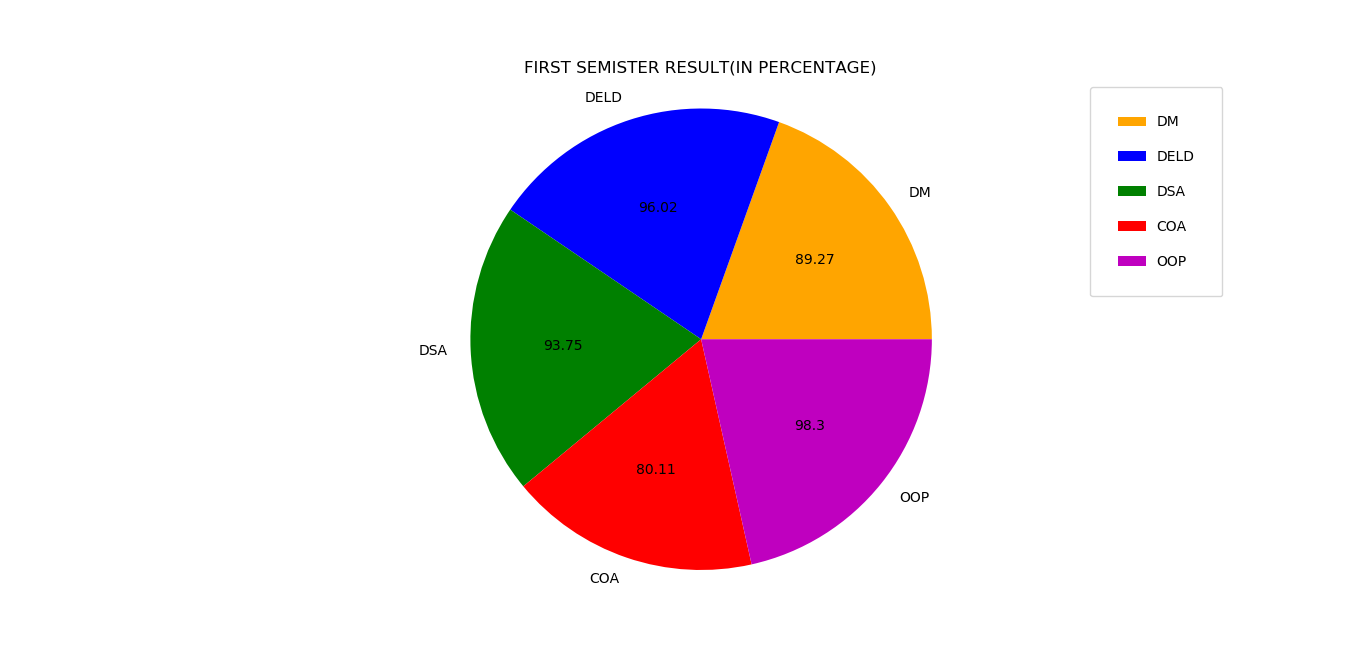 FIRST SEMISTER RESULT(IN PERCENTAGE)
DELD
DM
96.02
89.27
DSA
93.75
98.3
80.11
OOP
COA
DM
DELD
DSA
COA
OOP